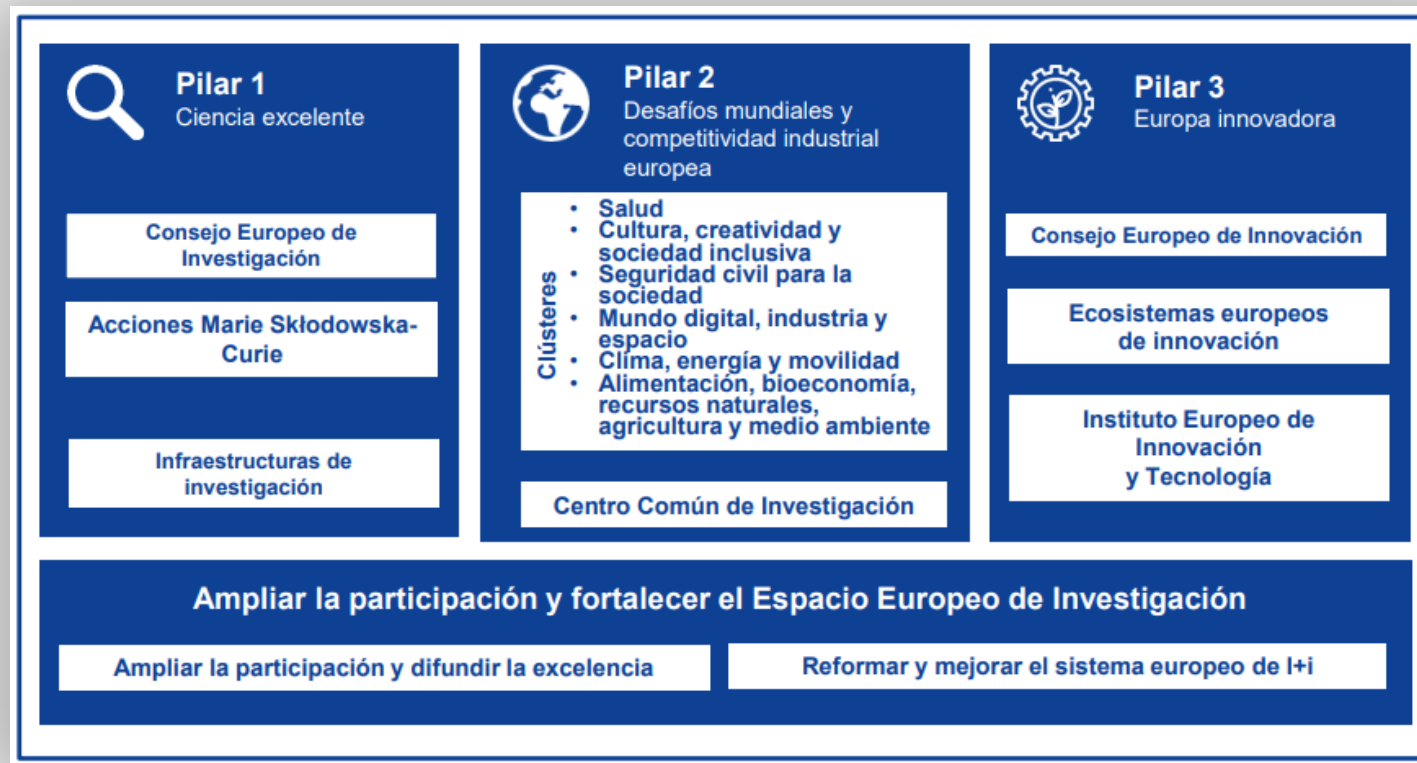 Pilar 1
Ciencia excelente
Consejo Europeo de
Investigación
Acciones Marie Skłodowska-
Curie
Infraestructuras de
investigación
Pilar 2
Desafíos mundiales y
competitividad industrial
europea
Clústeres
• Salud
• Cultura, creatividad y
sociedad inclusiva
• Seguridad civil para la
sociedad
• Mundo digital, industria y
espacio
• Clima, energía y movilidad
• Alimentación, bioeconomía,
recursos naturales,
agricultura y medio ambiente
Centro Común de Investigación
Pilar 3
Europa innovadora
Consejo Europeo de Innovación
Ecosistemas europeos
de innovación
Instituto Europeo de
Innovación
y Tecnología
Ampliar la participación y fortalecer el Espacio Europeo de Investigación
Ampliar la participación y difundir la excelencia
Reformar y mejorar el sistema europeo de I+i